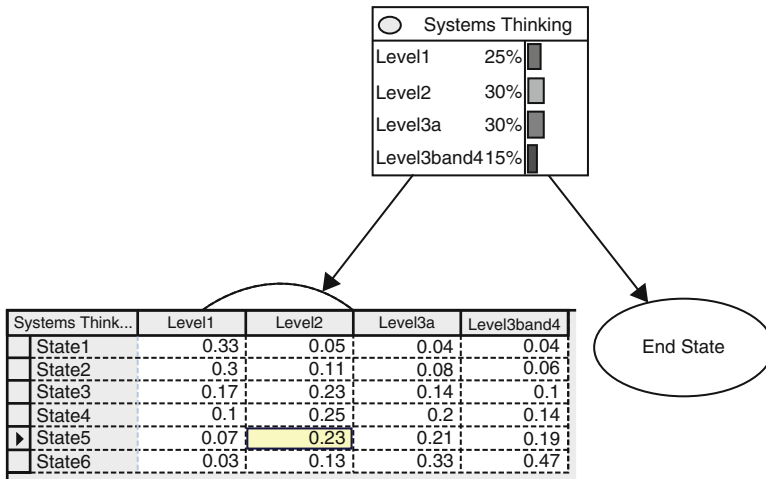 Systems Thinking
Level1 25%
Level2 30%
Level3a 30%
Level3band4 15%
Systems Think... Level1 Level2 Level3a Level3band4
State1 0.33 0.05 0.04 0.04
State2 0.3 0.11 0.08 0.06
State3 0.17 0.23 0.14 0.1
State4 0.1 0.25 0.2 0.14
State5 0.07 0.23 0.21 0.19
State6 0.03 0.13 0.33 0.47
End State